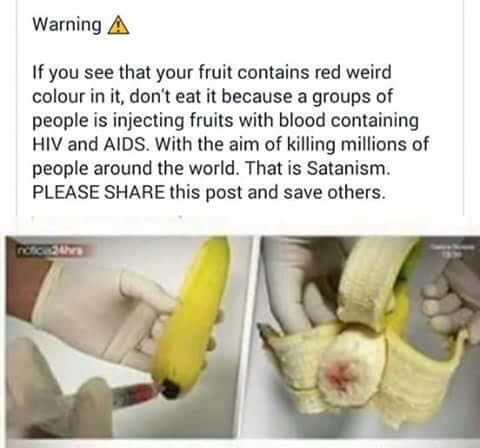 Warning ⚠
If you see that your fruit contains red weird
colour in it, don't eat it because a groups of
people is injecting fruits with blood containing
HIV and AIDS. With the aim of killing millions of
people around the world. That is Satanism.
PLEASE SHARE this post and save others.
noticia24hrs